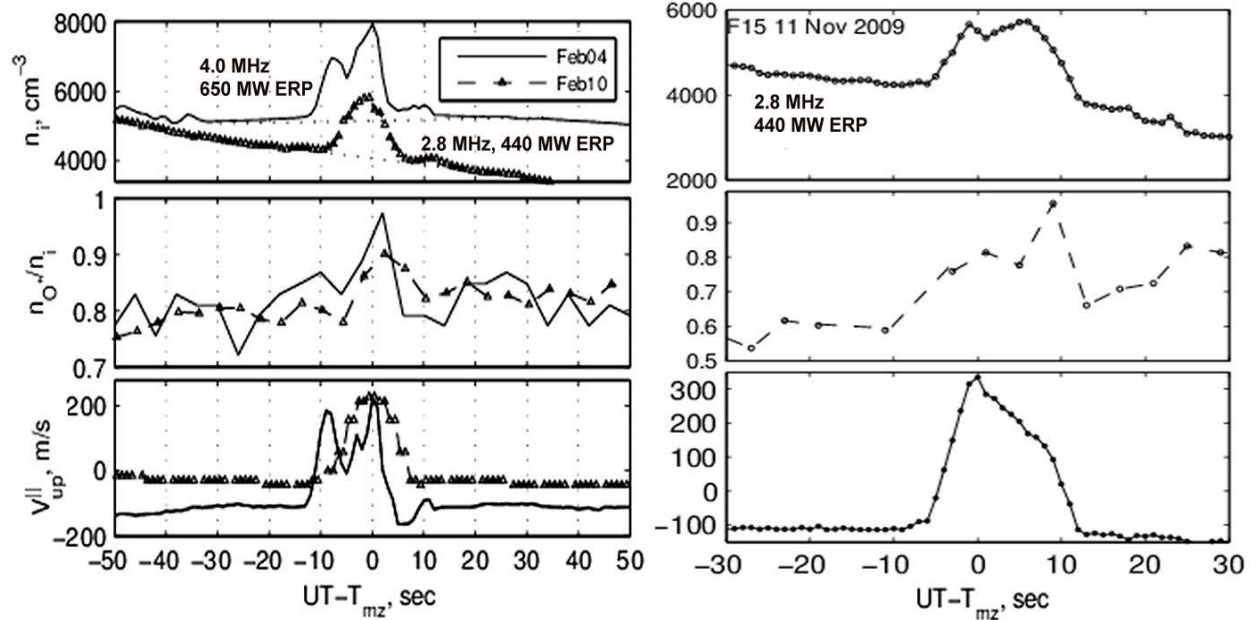 8000
6000
4000
n_i, cm^-3
4.0 MHz
650 MW ERP
Feb04
Feb10
2.8 MHz, 440 MW ERP
1
0.9
0.8
0.7
n_O+/n_i
200
0
-200
V_up^||, m/s
-50 -40 -30 -20 -10 0 10 20 30 40 50
UT-T_mz, sec
6000
4000
2000
F15 11 Nov 2009
2.8 MHz
440 MW ERP
0.9
0.8
0.7
0.6
0.5
300
200
100
0
-100
-30 -20 -10 0 10 20 30
UT-T_mz, sec